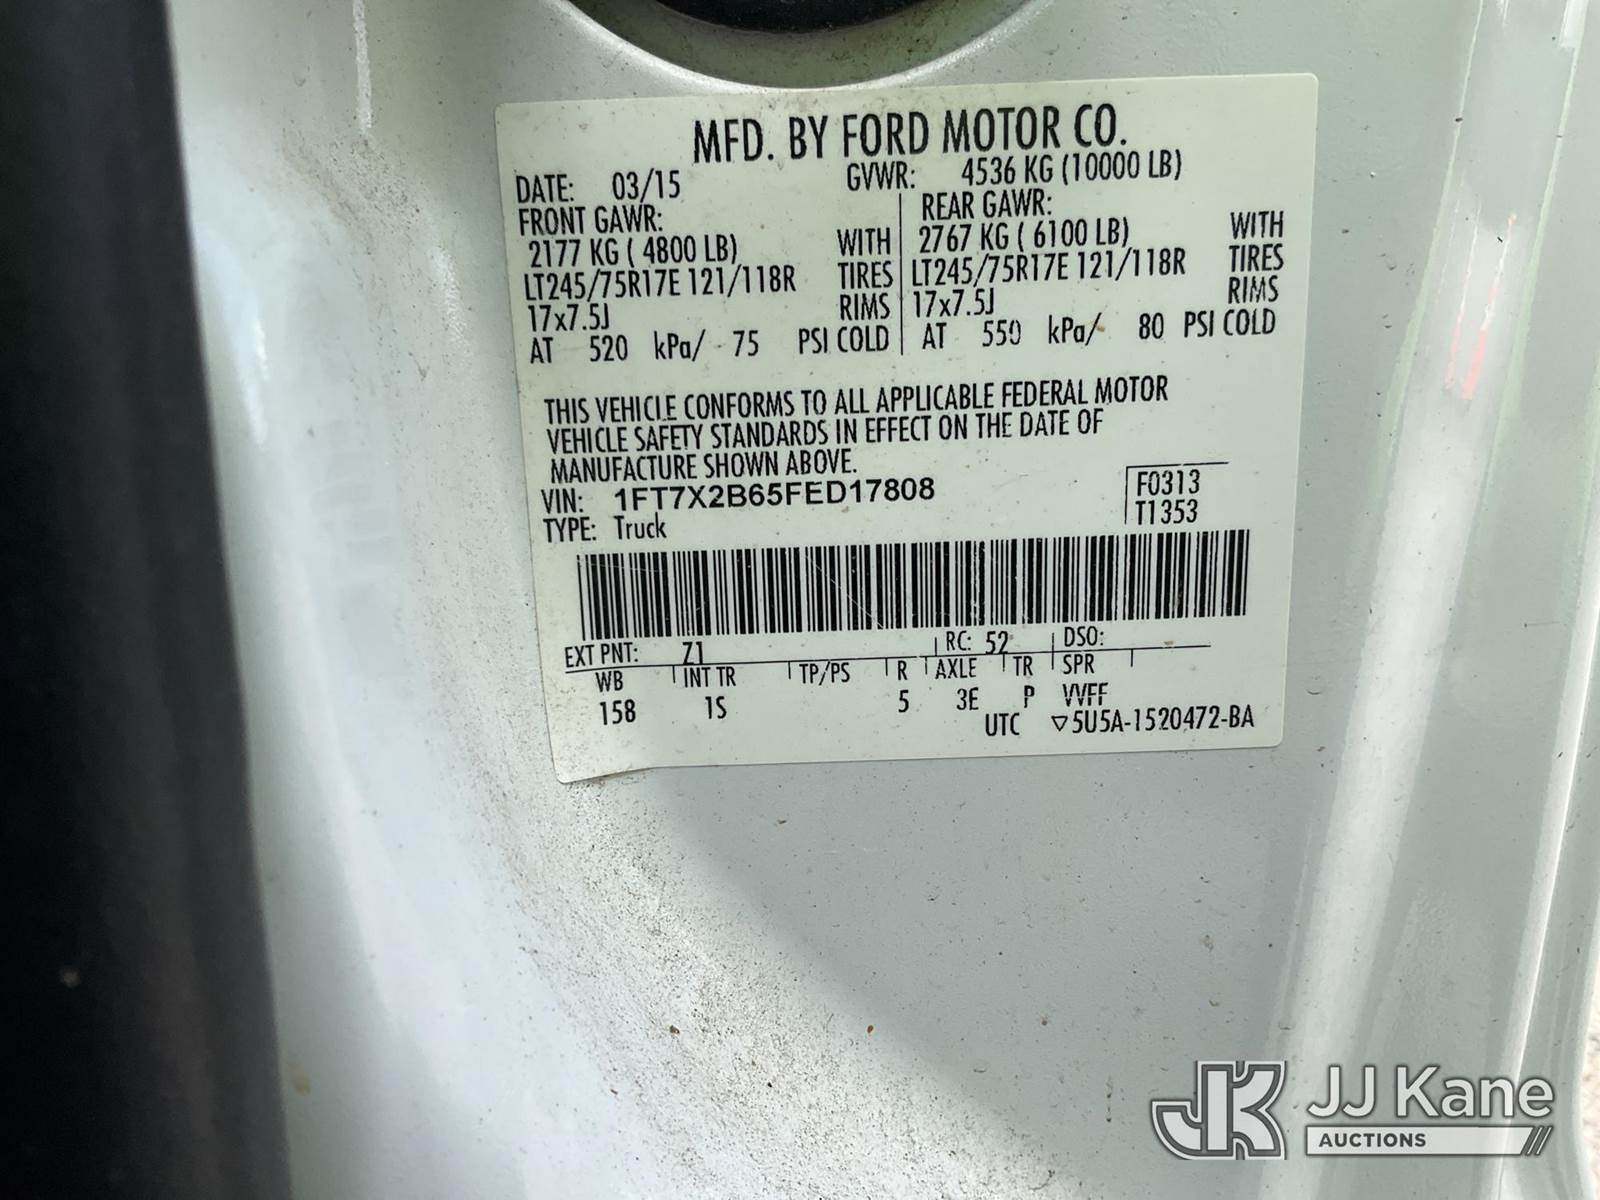 MFD. BY FORD MOTOR CO.
DATE: 03/15 GVWR: 4536 KG (10000 LB)
FRONT GAWR: REAR GAWR:
2177 KG ( 4800 LB) WITH 2767 KG ( 6100 LB) WITH
LT245/75R17E 121/118R TIRES LT245/75R17E 121/118R TIRES
17x7.5J RIMS 17x7.5J RIMS
AT 520 kPa/ 75 PSI COLD AT 550 kPa/ 80 PSI COLD
THIS VEHICLE CONFORMS TO ALL APPLICABLE FEDERAL MOTOR
VEHICLE SAFETY STANDARDS IN EFFECT ON THE DATE OF
MANUFACTURE SHOWN ABOVE.
VIN: 1FT7X2B65FED17808 F0313
TYPE: Truck T1353
EXT PNT: Z1 RC: 52 DSO:
WB INT TR TP/PS R AXLE TR SPR
158 1S 5 3E P VVFF
UTC ▽5U5A-1520472-BA
JK JJ Kane
AUCTIONS